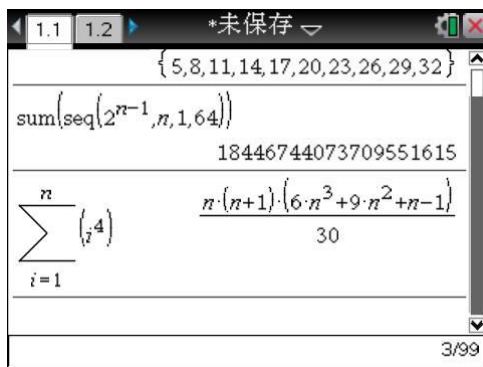 1.1 1.2 *未保存
{5,8,11,14,17,20,23,26,29,32}
sum(seq(2^{n-1},n,1,64))
18446744073709551615
n
∑ (i^4)
i=1
n·(n+1)·(6·n^3+9·n^2+n-1)
30
3/99